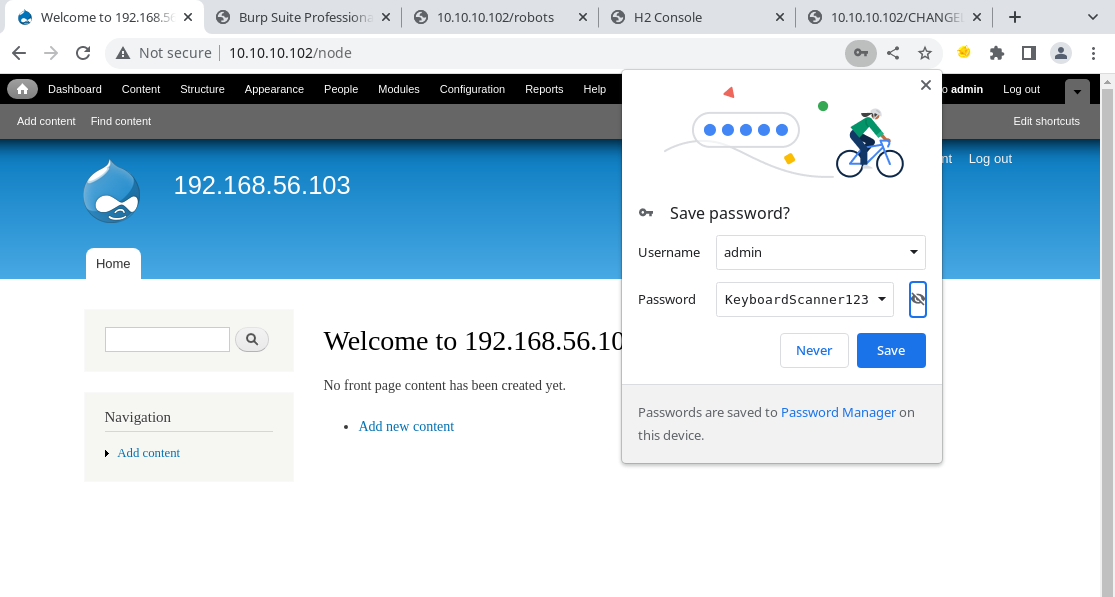 Welcome to 192.168.56
Burp Suite Professiona
10.10.10.102/robots
H2 Console
10.10.10.102/CHANGE
Not secure
10.10.10.102/node
Dashboard Content Structure Appearance People Modules Configuration Reports Help
o admin
Log out
Add content
Find content
Edit shortcuts
nt
Log out
192.168.56.103
Home
Navigation
Add content
Welcome to 192.168.56.10
No front page content has been created yet.
Add new content
Save password?
Username
admin
Password
KeyboardScanner123
Never
Save
Passwords are saved to Password Manager on
this device.